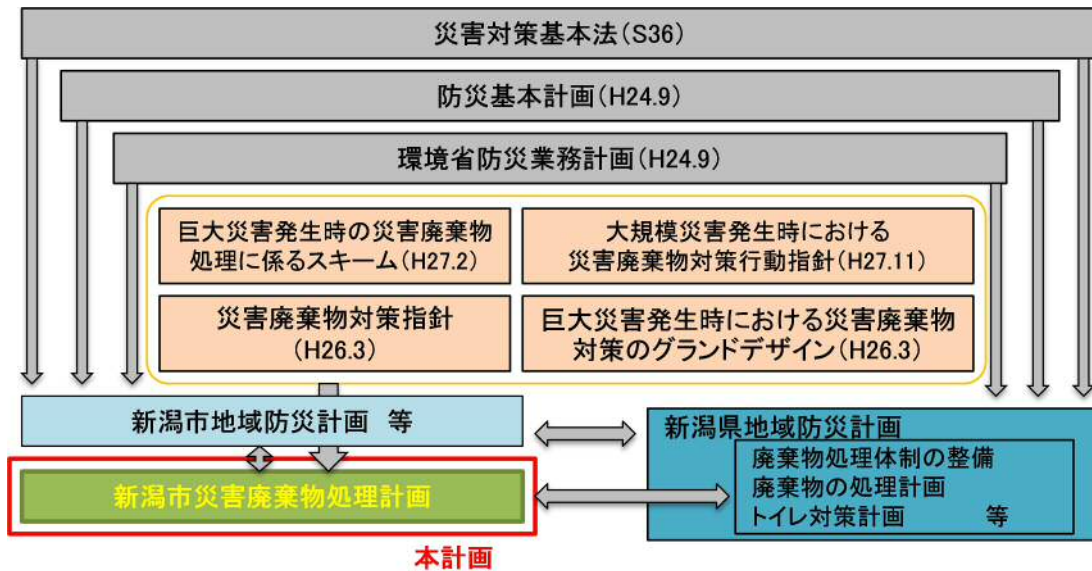 災害対策基本法(S36)
防災基本計画(H24.9)
環境省防災業務計画(H24.9)
巨大災害発生時の災害廃棄物
処理に係るスキーム(H27.2)
大規模災害発生時における
災害廃棄物対策行動指針(H27.11)
災害廃棄物対策指針
(H26.3)
巨大災害発生時における災害廃棄物
対策のグランドデザイン(H26.3)
新潟市地域防災計画 等
新潟県地域防災計画
廃棄物処理体制の整備
廃棄物の処理計画
トイレ対策計画 等
新潟市災害廃棄物処理計画
本計画